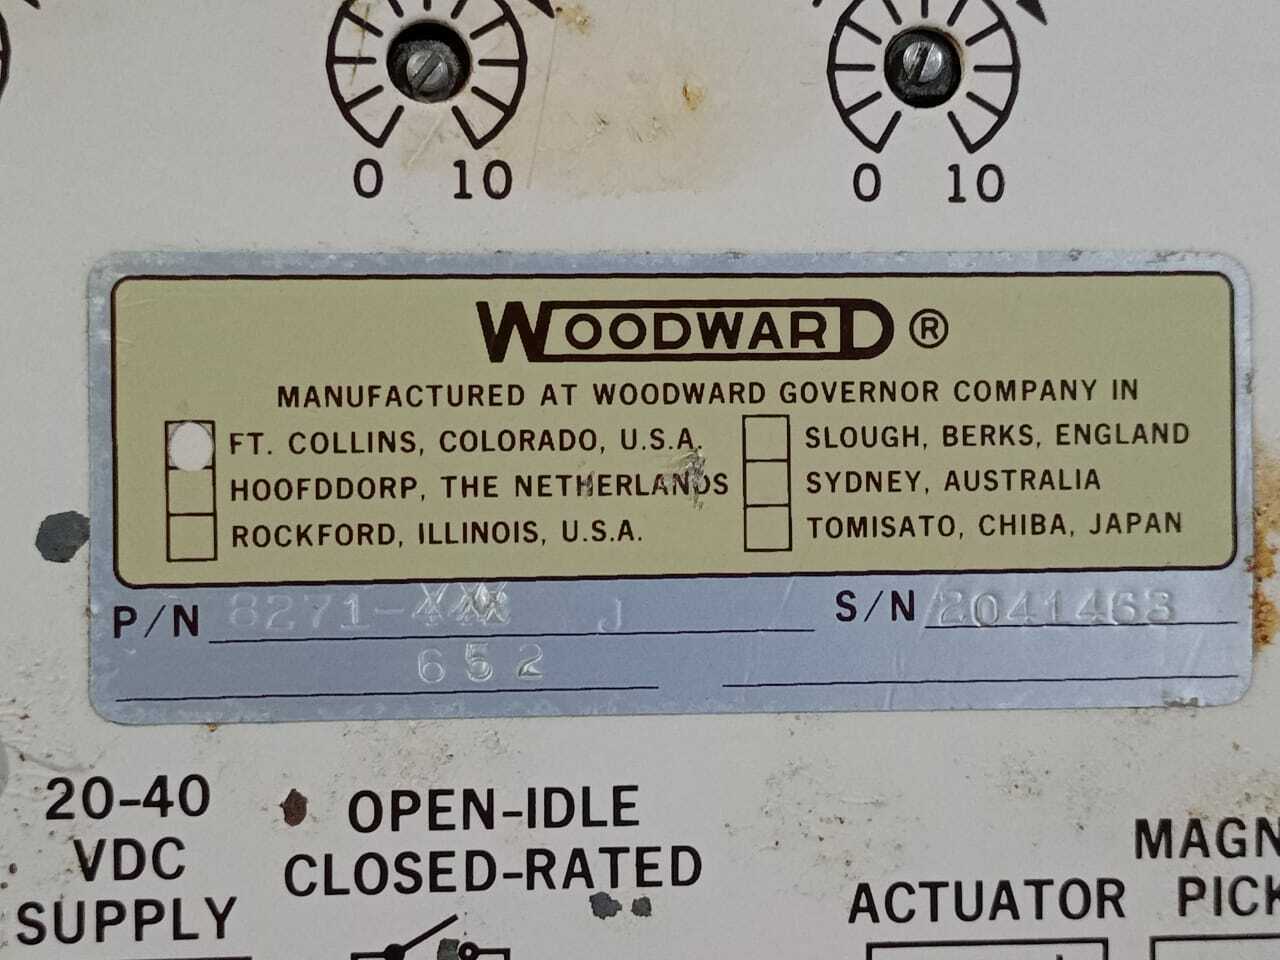 0 10
0 10
WOODWARD®
MANUFACTURED AT WOODWARD GOVERNOR COMPANY IN
FT. COLLINS, COLORADO, U.S.A.
HOOFDDORP, THE NETHERLANDS
ROCKFORD, ILLINOIS, U.S.A.
SLOUGH, BERKS, ENGLAND
SYDNEY, AUSTRALIA
TOMISATO, CHIBA, JAPAN
P/N 8271- J
652
S/N 2041463
20-40
VDC
SUPPLY
OPEN-IDLE
CLOSED-RATED
ACTUATOR
MAGN
PICK